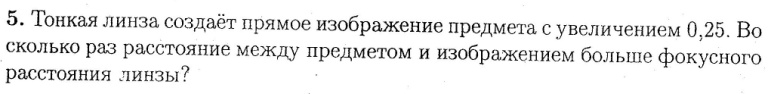 5. Тонкая линза создаёт прямое изображение предмета с увеличением 0,25. Во
сколько раз расстояние между предметом и изображением больше фокусного
расстояния линзы?